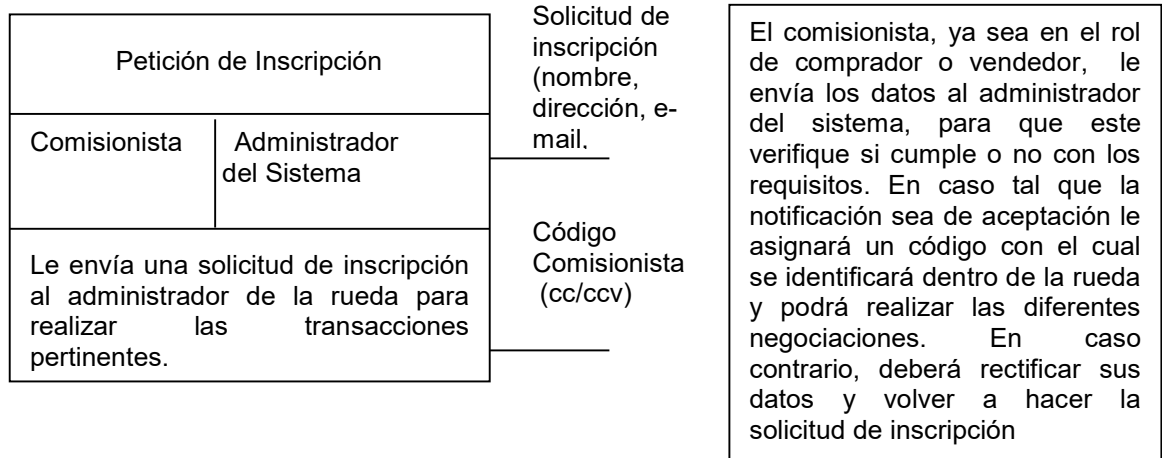 Petición de Inscripción
Comisionista
Administrador
del Sistema
Le envía una solicitud de inscripción
al administrador de la rueda para
realizar las transacciones
pertinentes.
Solicitud de
inscripción
(nombre,
dirección, e-
mail.
Código
Comisionista
(cc/ccv)
El comisionista, ya sea en el rol
de comprador o vendedor, le
envía los datos al administrador
del sistema, para que este
verifique si cumple o no con los
requisitos. En caso tal que la
notificación sea de aceptación le
asignará un código con el cual
se identificará dentro de la rueda
y podrá realizar las diferentes
negociaciones. En caso
contrario, deberá rectificar sus
datos y volver a hacer la
solicitud de inscripción